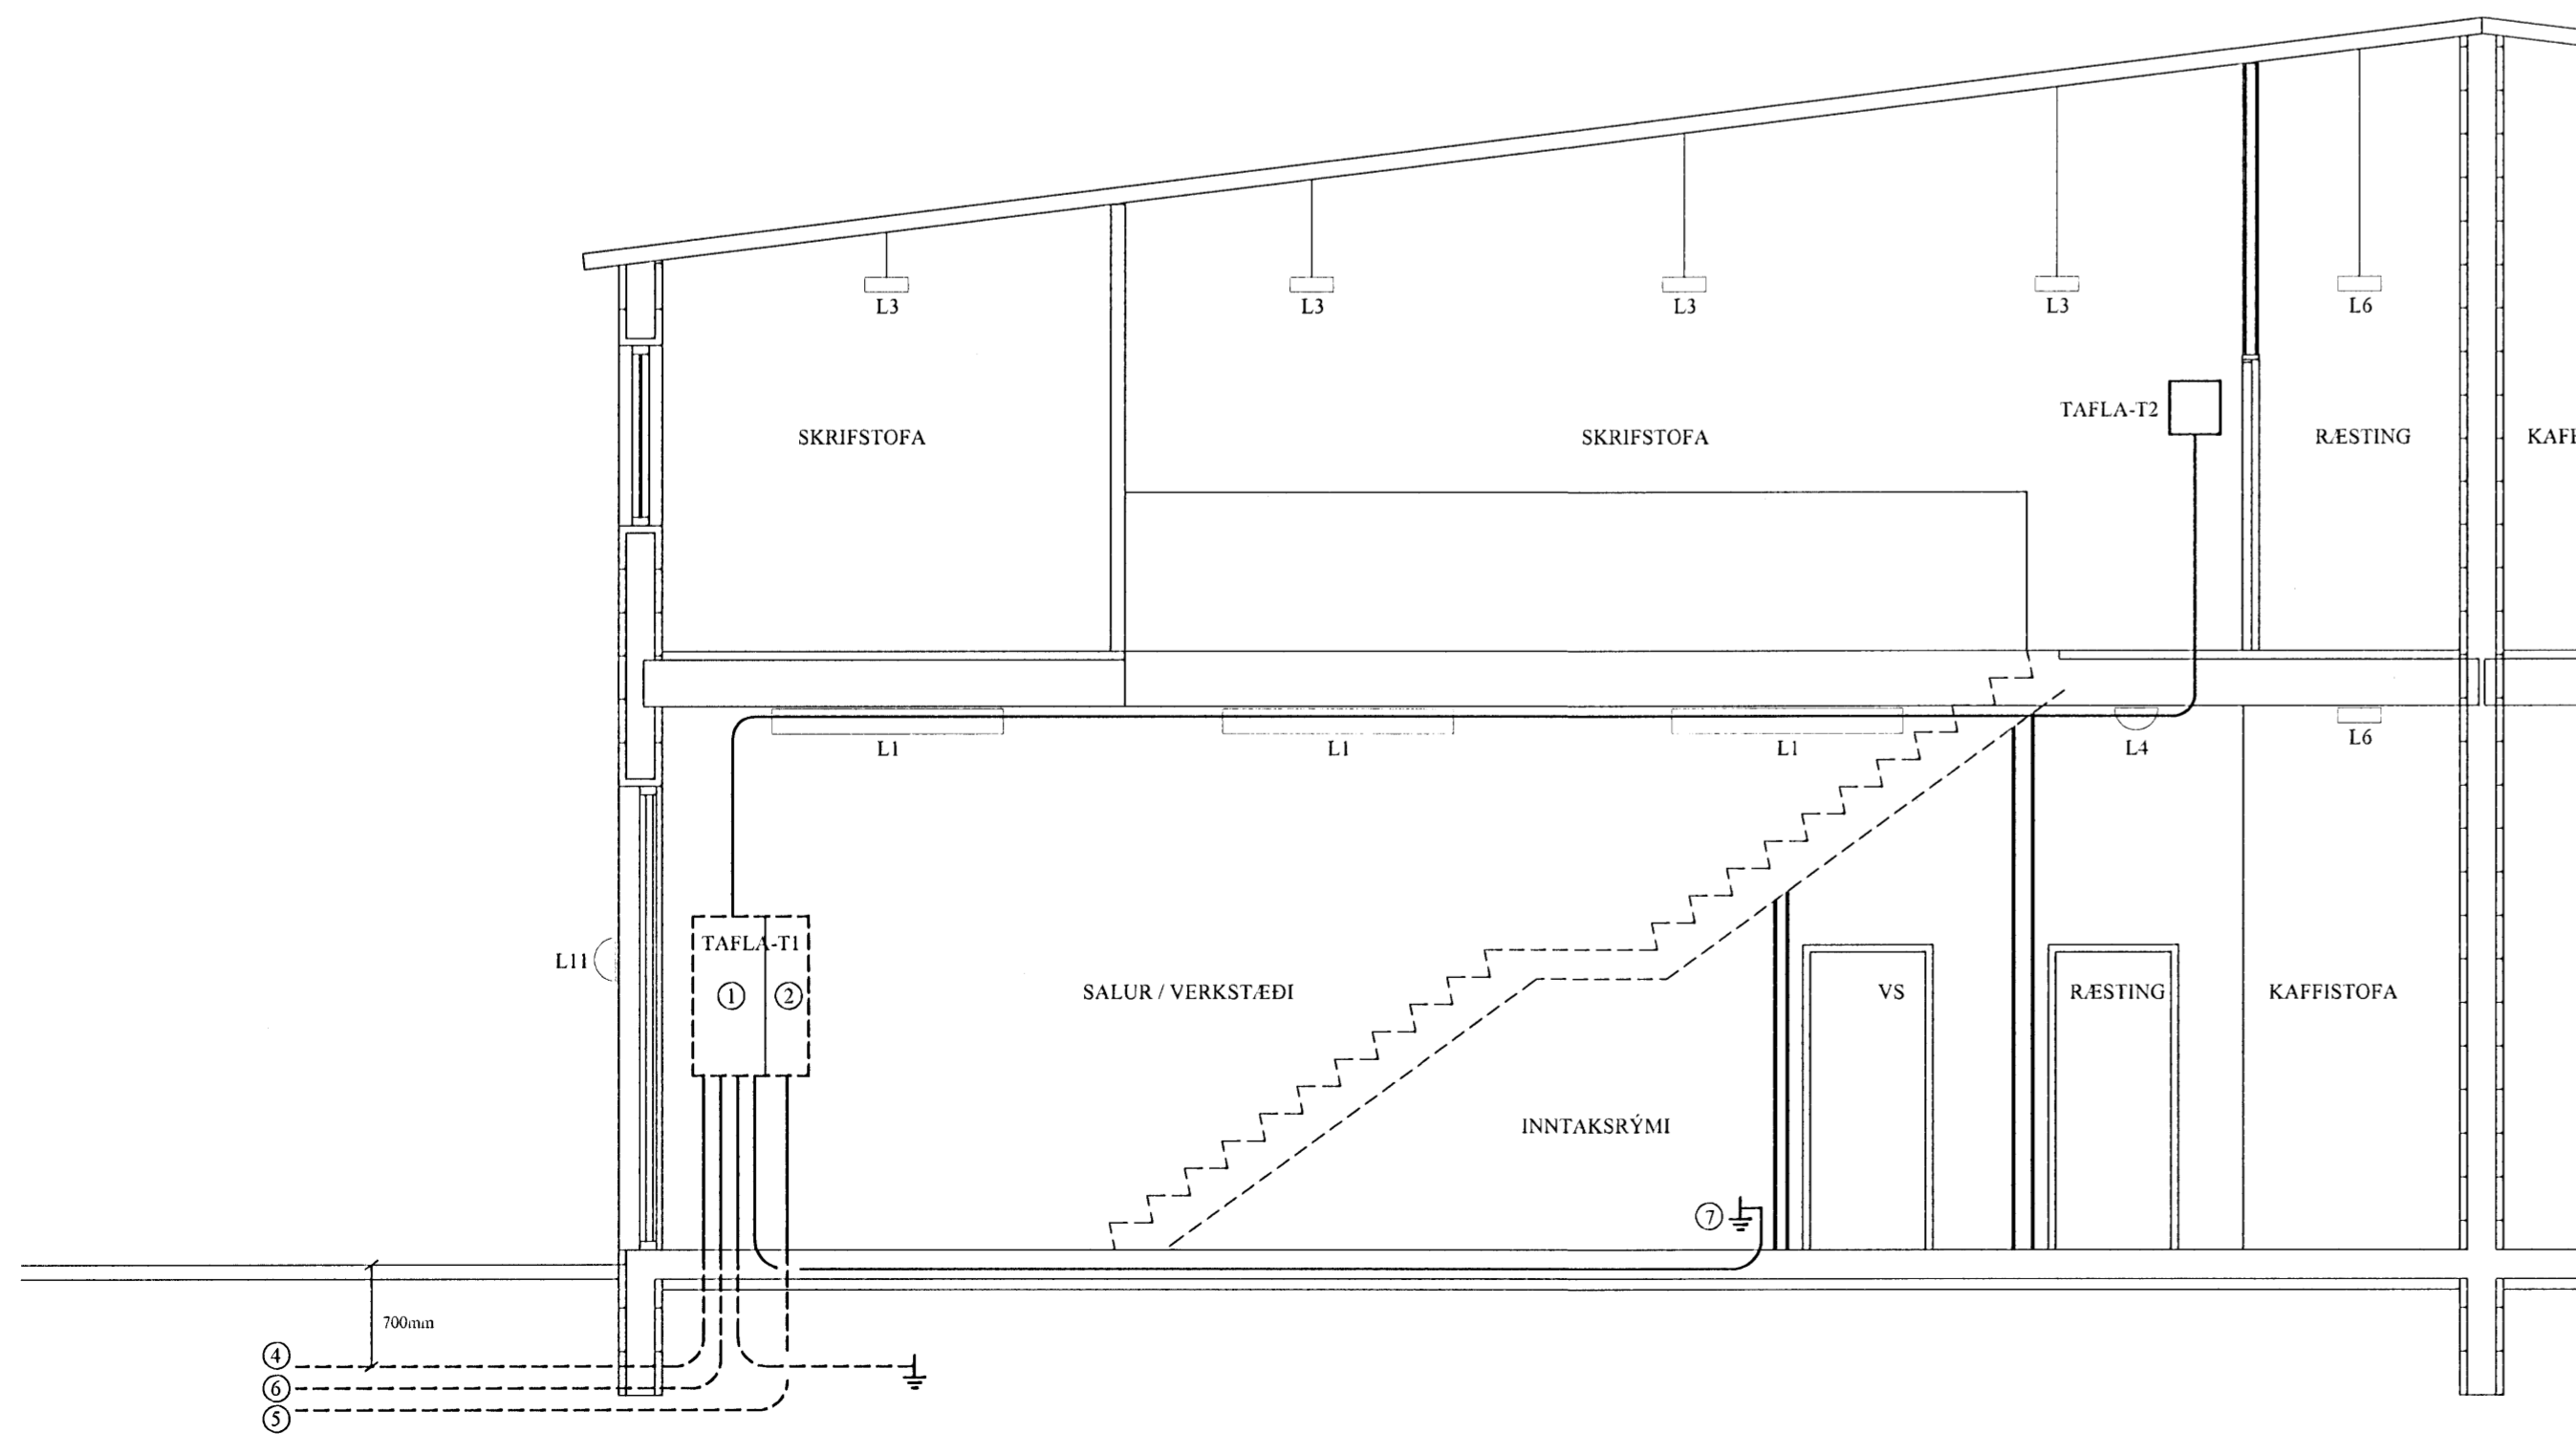 L3
L3
L3
L3
L6
TAFLA-T2
SKRIFSTOFA
SKRIFSTOFA
RÆSTING
L1
L1
L1
L4
L6
TAFLA-T1
L11
1
2
SALUR / VERKSTÆÐI
VS
RÆSTING
KAFFISTOFA
INNTAKSRÝMI
7
700mm
4
6
5